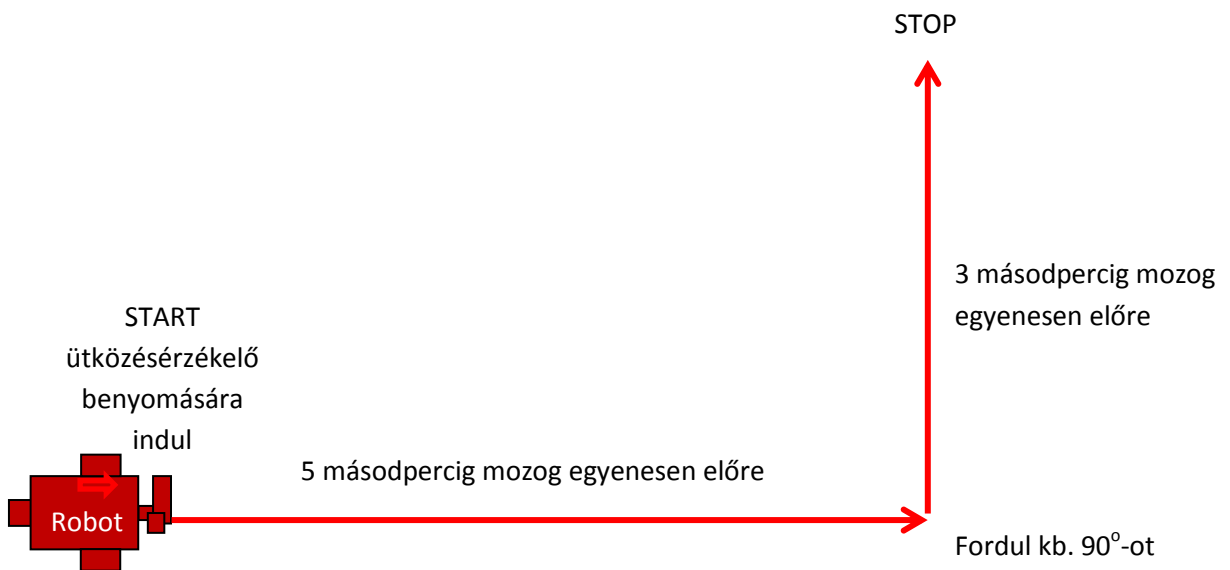 STOP
3 másodpercig mozog
egyenesen előre
START
ütközésérzékelő
benyomására
indul
5 másodpercig mozog egyenesen előre
Robot
Fordul kb. 90°-ot